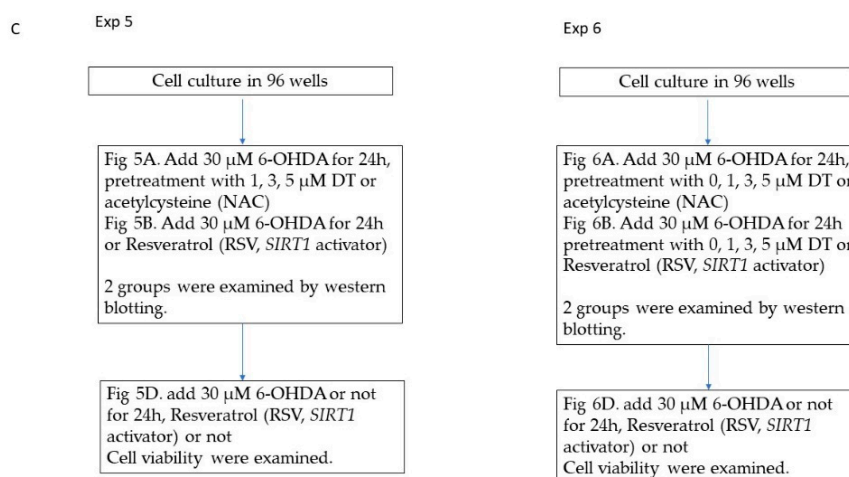 C
Exp 5
Cell culture in 96 wells
Fig 5A. Add 30 μM 6-OHDA for 24h,
pretreatment with 1, 3, 5 μM DT or
acetylcysteine (NAC)
Fig 5B. Add 30 μM 6-OHDA for 24h
or Resveratrol (RSV, SIRT1 activator)
2 groups were examined by western
blotting.
Fig 5D. add 30 μM 6-OHDA or not
for 24h, Resveratrol (RSV, SIRT1
activator) or not
Cell viability were examined.
Exp 6
Cell culture in 96 wells
Fig 6A. Add 30 μM 6-OHDA for 24h,
pretreatment with 0, 1, 3, 5 μM DT or
acetylcysteine (NAC)
Fig 6B. Add 30 μM 6-OHDA for 24h
pretreatment with 0, 1, 3, 5 μM DT or
Resveratrol (RSV, SIRT1 activator)
2 groups were examined by western
blotting.
Fig 6D. add 30 μM 6-OHDA or not
for 24h, Resveratrol (RSV, SIRT1
activator) or not
Cell viability were examined.